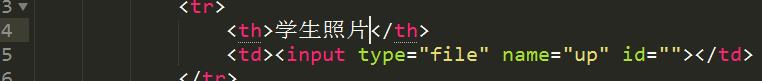 3 <tr>
4 <th>学生照片</th>
5 <td><input type="file" name="up" id=""></td>
6 </tr>